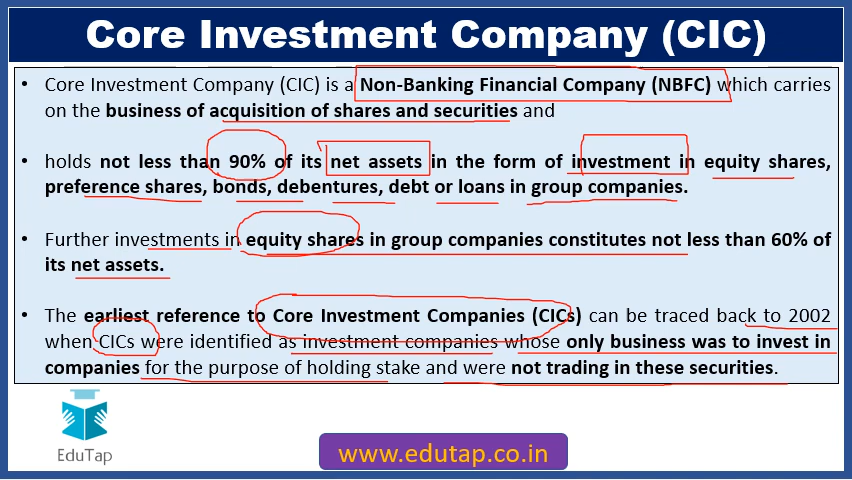 Core Investment Company (CIC)
• Core Investment Company (CIC) is a Non-Banking Financial Company (NBFC) which carries
on the business of acquisition of shares and securities and
• holds not less than 90% of its net assets in the form of investment in equity shares,
preference shares, bonds, debentures, debt or loans in group companies.
• Further investments in equity shares in group companies constitutes not less than 60% of
its net assets.
• The earliest reference to Core Investment Companies (CICs) can be traced back to 2002
when CICs were identified as investment companies whose only business was to invest in
companies for the purpose of holding stake and were not trading in these securities.
EduTap
www.edutap.co.in